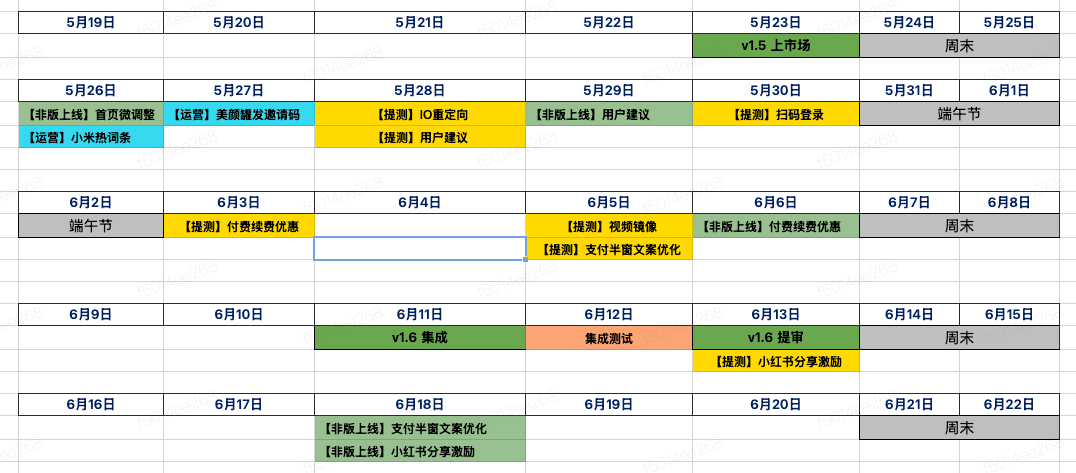 5月19日 5月20日 5月21日 5月22日 5月23日 5月24日 5月25日
v1.5 上市场 周末
5月26日 5月27日 5月28日 5月29日 5月30日 5月31日 6月1日
【非版上线】首页微调整 【运营】美颜罐发邀请码 【提测】IO重定向 【非版上线】用户建议 【提测】扫码登录 端午节
【运营】小米热词条 【提测】用户建议
6月2日 6月3日 6月4日 6月5日 6月6日 6月7日 6月8日
端午节 【提测】付费续费优惠 【提测】视频镜像 【非版上线】付费续费优惠 周末
【提测】支付半窗文案优化
6月9日 6月10日 6月11日 6月12日 6月13日 6月14日 6月15日
v1.6 集成 集成测试 v1.6 提审 周末
【提测】小红书分享激励
6月16日 6月17日 6月18日 6月19日 6月20日 6月21日 6月22日
【非版上线】支付半窗文案优化 周末
【非版上线】小红书分享激励
f5014ee268